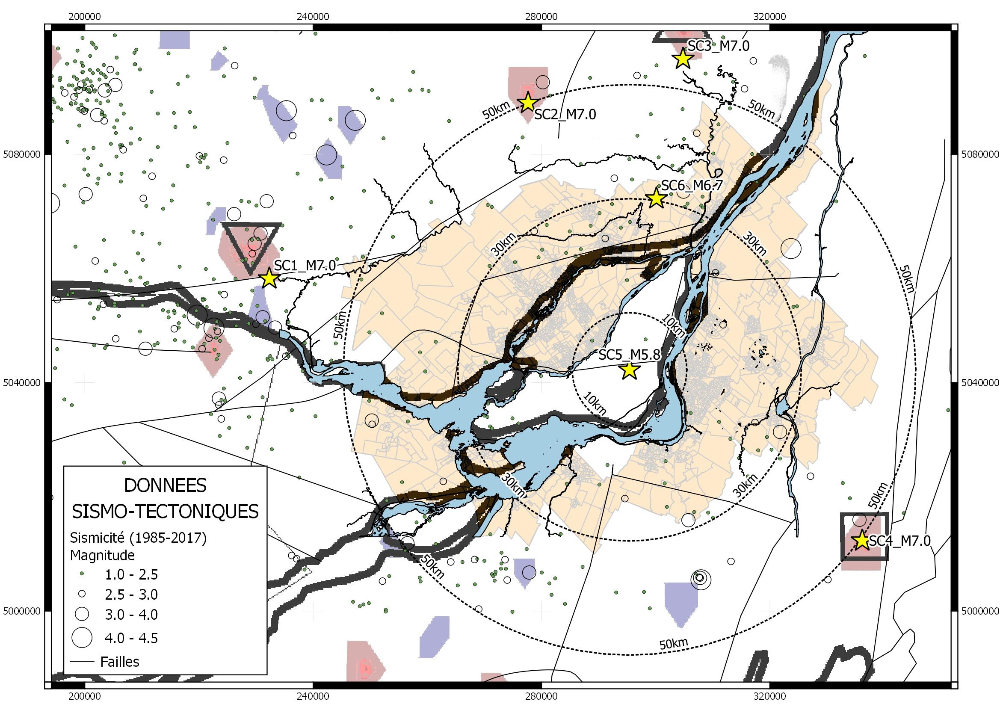 200000
240000
280000
320000
SC3_M7.0
50km
50km
SC2_M7.0
5080000
5080000
SC6_M6.7
30km
30km
SC1_M7.0
50km
50km
10km
SC5_M5.8
5040000
5040000
10km
30km
30km
50km
DONNEES
SISMO-TECTONIQUES
Sismicité (1985-2017)
Magnitude
1.0 - 2.5
2.5 - 3.0
3.0 - 4.0
4.0 - 4.5
Failles
SC4_M7.0
50km
5000000
5000000
50km
200000
240000
280000
320000